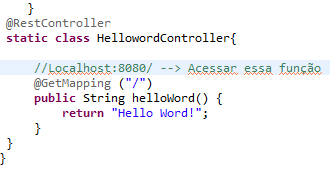 }
@RestController
static class HellowordController{
//Localhost:8080/ --> Acessar essa função
@GetMapping ("/")
public String helloWord() {
return "Hello Word!";
}
}
}